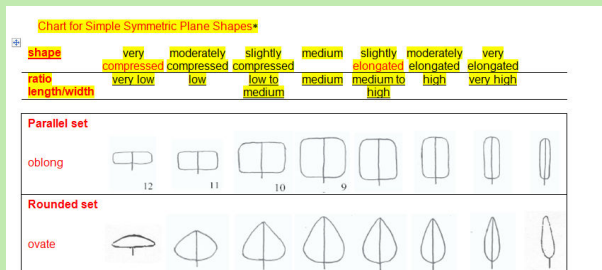 Chart for Simple Symmetric Plane Shapes*
shape very moderately slightly medium slightly moderately very
compressed compressed compressed elongated elongated elongated
ratio very low low low to medium medium to high very high
length/width medium high
Parallel set
oblong
12 11 10 9
Rounded set
ovate